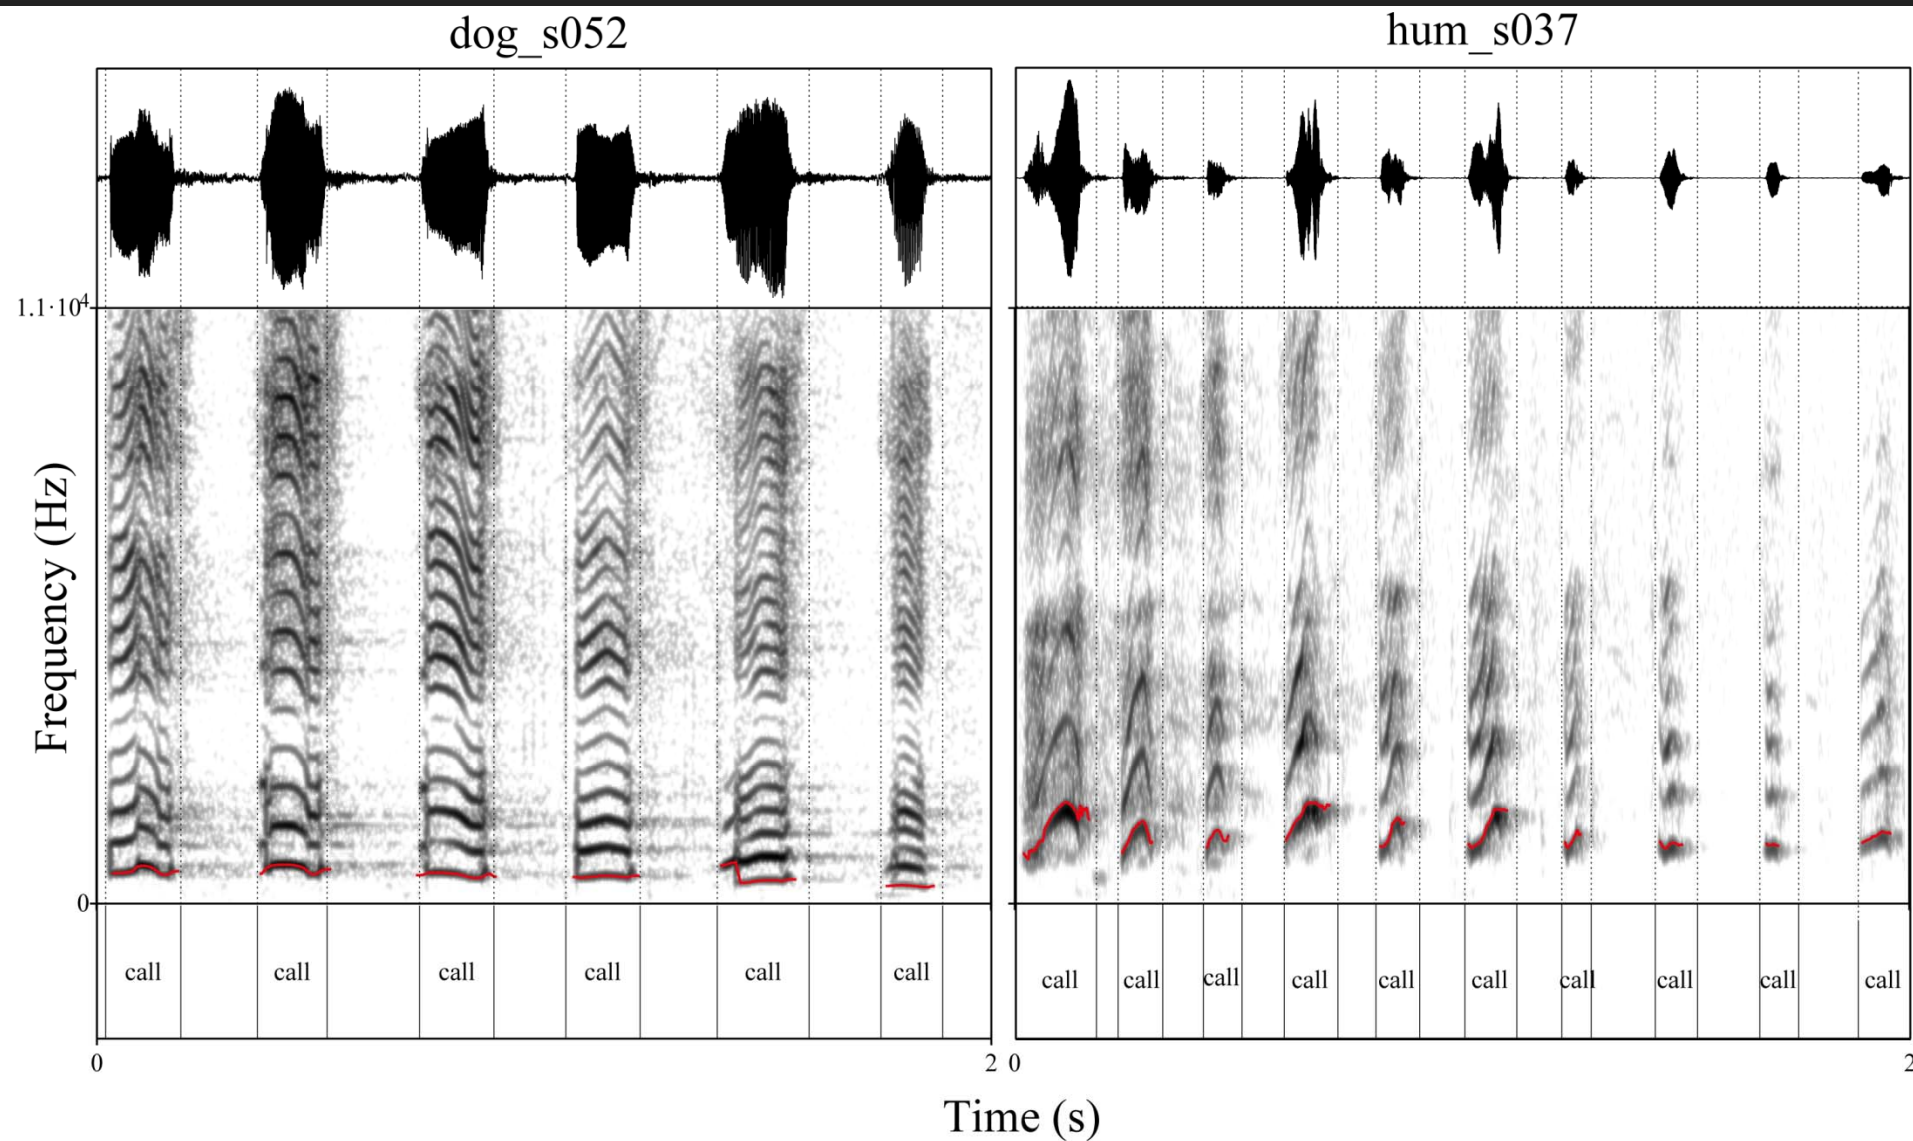 dog_s052
hum_s037
1.1·10⁴
Frequency (Hz)
0
call call call call call call
call call call call call call call call call call
0 2 0 2
Time (s)